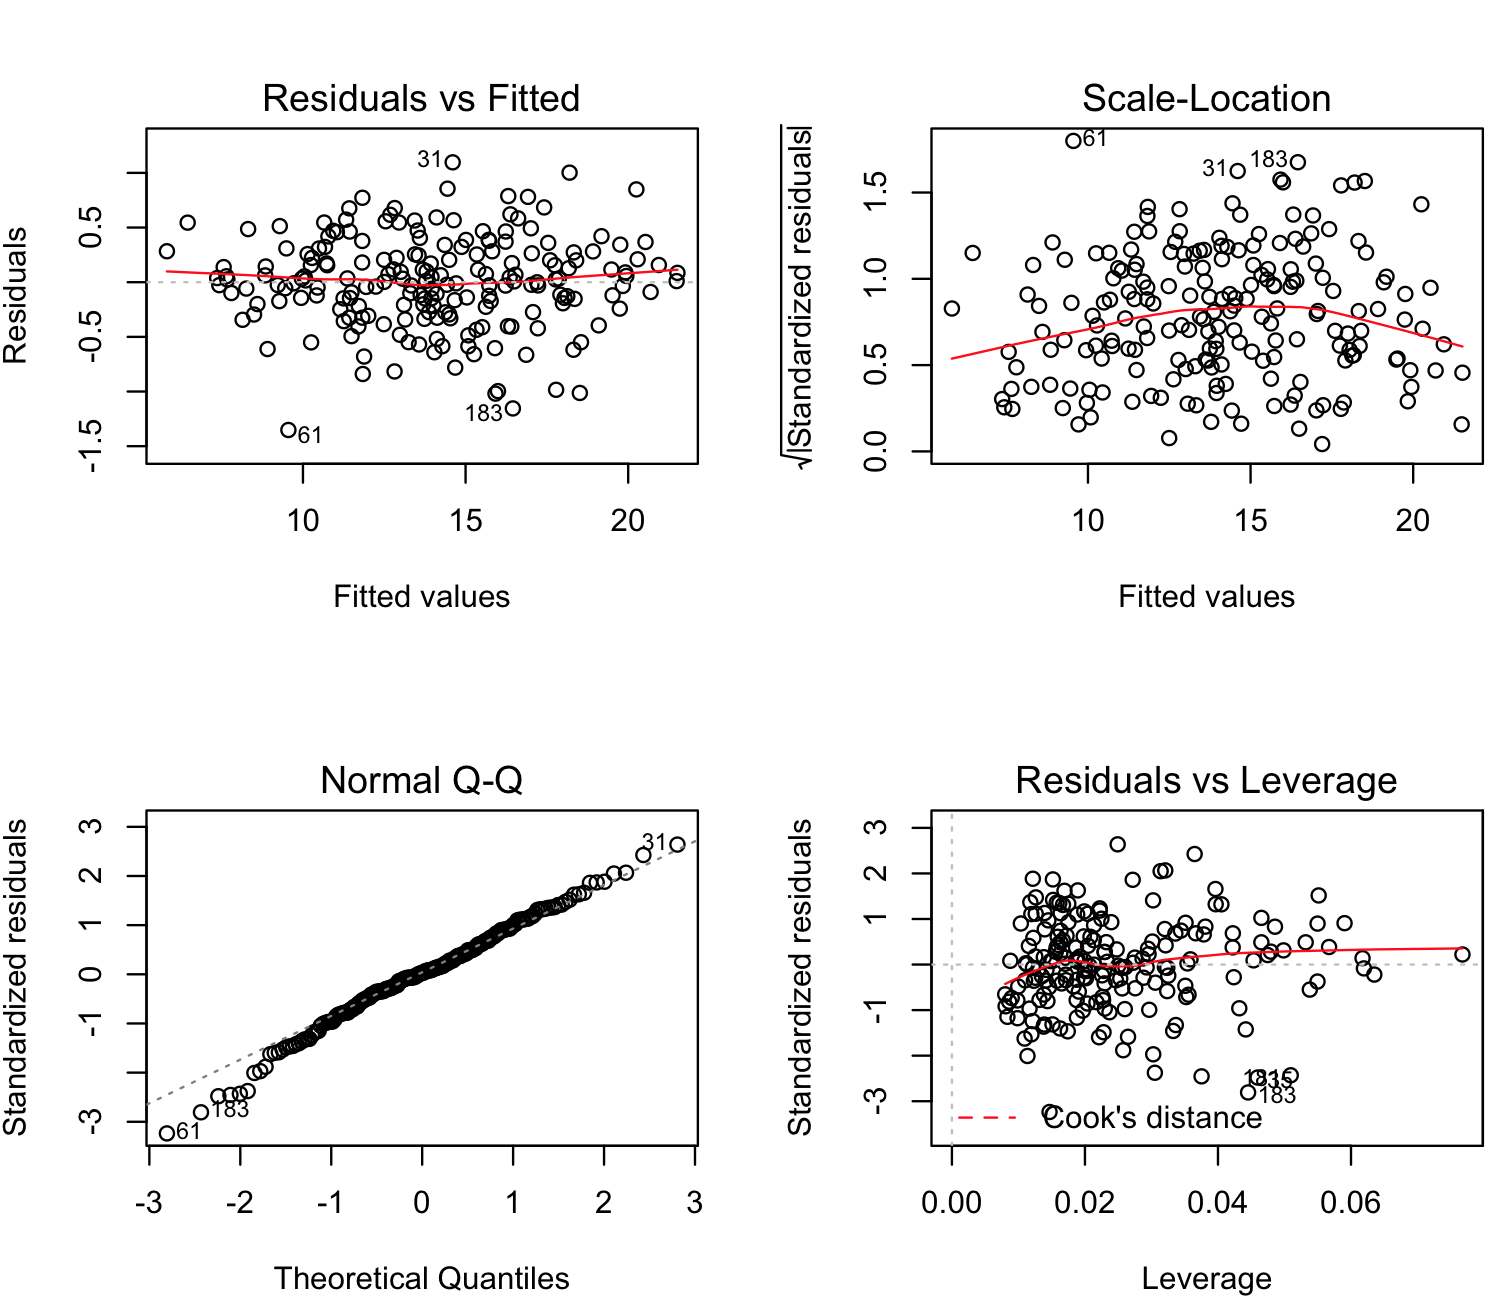 Residuals vs Fitted
Residuals
0.5
-0.5
-1.5
31
183
61
10 15 20
Fitted values
Scale-Location
√|Standardized residuals|
1.5
1.0
0.5
0.0
61
31
183
10 15 20
Fitted values
Normal Q-Q
Standardized residuals
3
2
1
0
-1
-3
31
183
61
-3 -2 -1 0 1 2 3
Theoretical Quantiles
Residuals vs Leverage
Standardized residuals
3
2
1
-1
-3
183
Cook's distance
0.00 0.02 0.04 0.06
Leverage